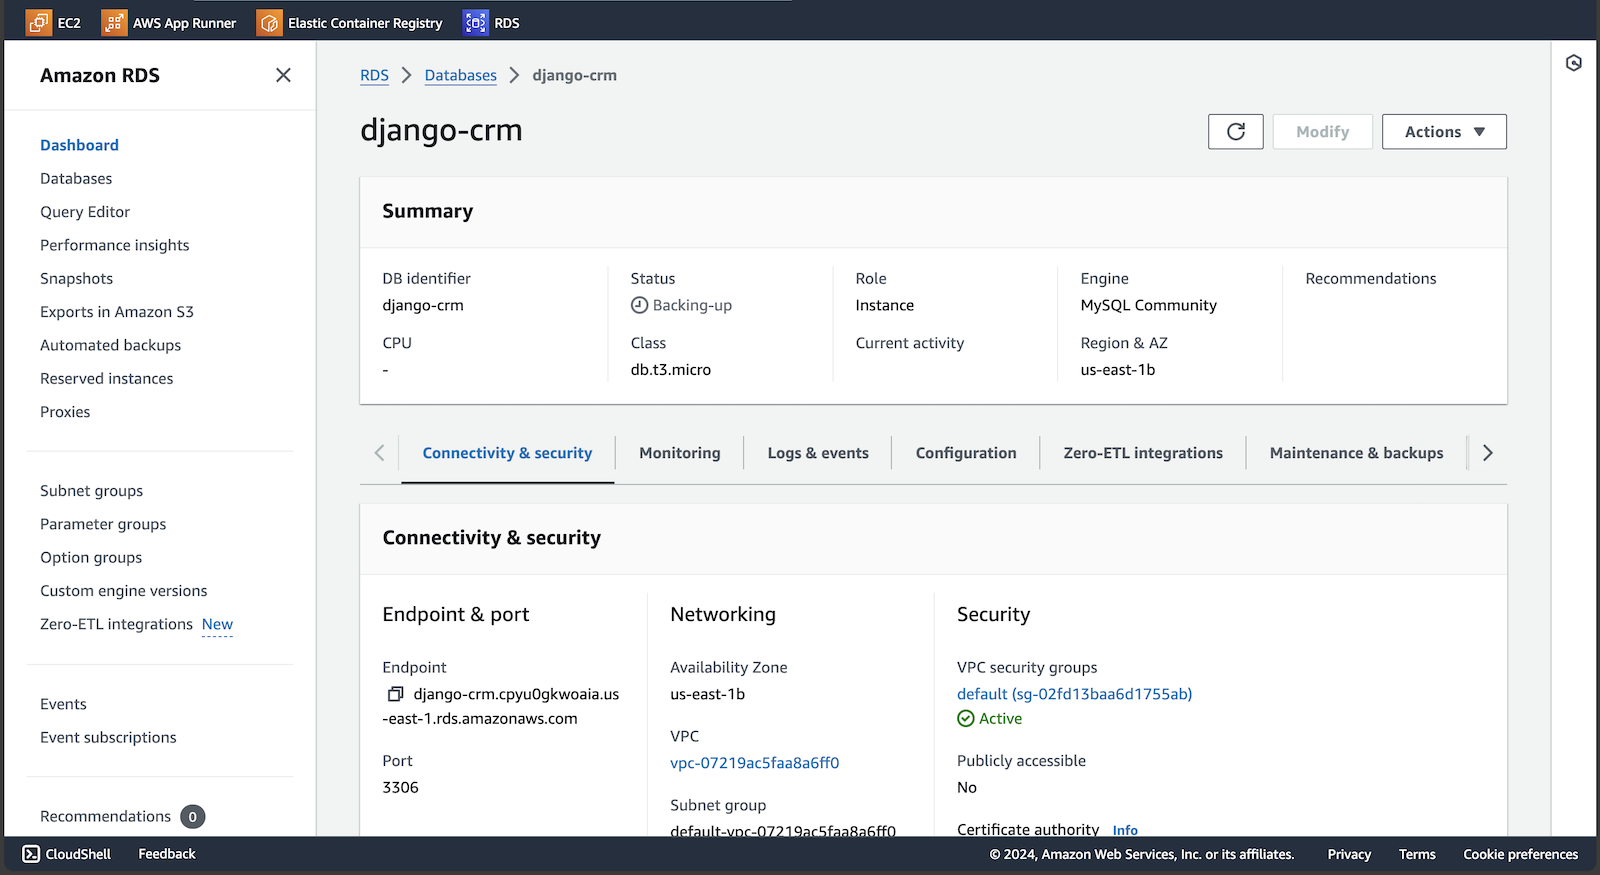 EC2 AWS App Runner Elastic Container Registry RDS
Amazon RDS
Dashboard
Databases
Query Editor
Performance insights
Snapshots
Exports in Amazon S3
Automated backups
Reserved instances
Proxies
Subnet groups
Parameter groups
Option groups
Custom engine versions
Zero-ETL integrations New
Events
Event subscriptions
Recommendations 0
RDS Databases django-crm
django-crm
Modify Actions
Summary
DB identifier
django-crm
CPU
-
Status
Backing-up
Class
db.t3.micro
Role
Instance
Current activity
Engine
MySQL Community
Region & AZ
us-east-1b
Recommendations
Connectivity & security Monitoring Logs & events Configuration Zero-ETL integrations Maintenance & backups
Connectivity & security
Endpoint & port
Endpoint
django-crm.cpyu0gkwoaia.us
-east-1.rds.amazonaws.com
Port
3306
Networking
Availability Zone
us-east-1b
VPC
vpc-07219ac5faa8a6ff0
Subnet group
default-vpc-07219ac5faa8a6ff0
Security
VPC security groups
default (sg-02fd13baa6d1755ab)
Active
Publicly accessible
No
Certificate authority Info
CloudShell Feedback © 2024, Amazon Web Services, Inc. or its affiliates. Privacy Terms Cookie preferences